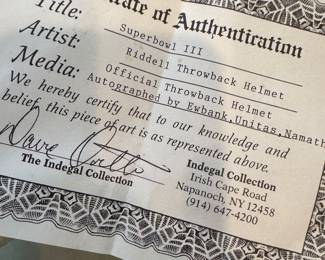 ate of Authentication
Title: Superbowl III
Artist: Riddell Throwback Helmet
Media: Official Throwback Helmet
Autographed by Ewbank,Unitas,Namath
We hereby certify that to our knowledge and
belief, this piece of art is as represented above.
The Indegal Collection
Indegal Collection
Irish Cape Road
Napanoch, NY 12458
(914) 647-4200